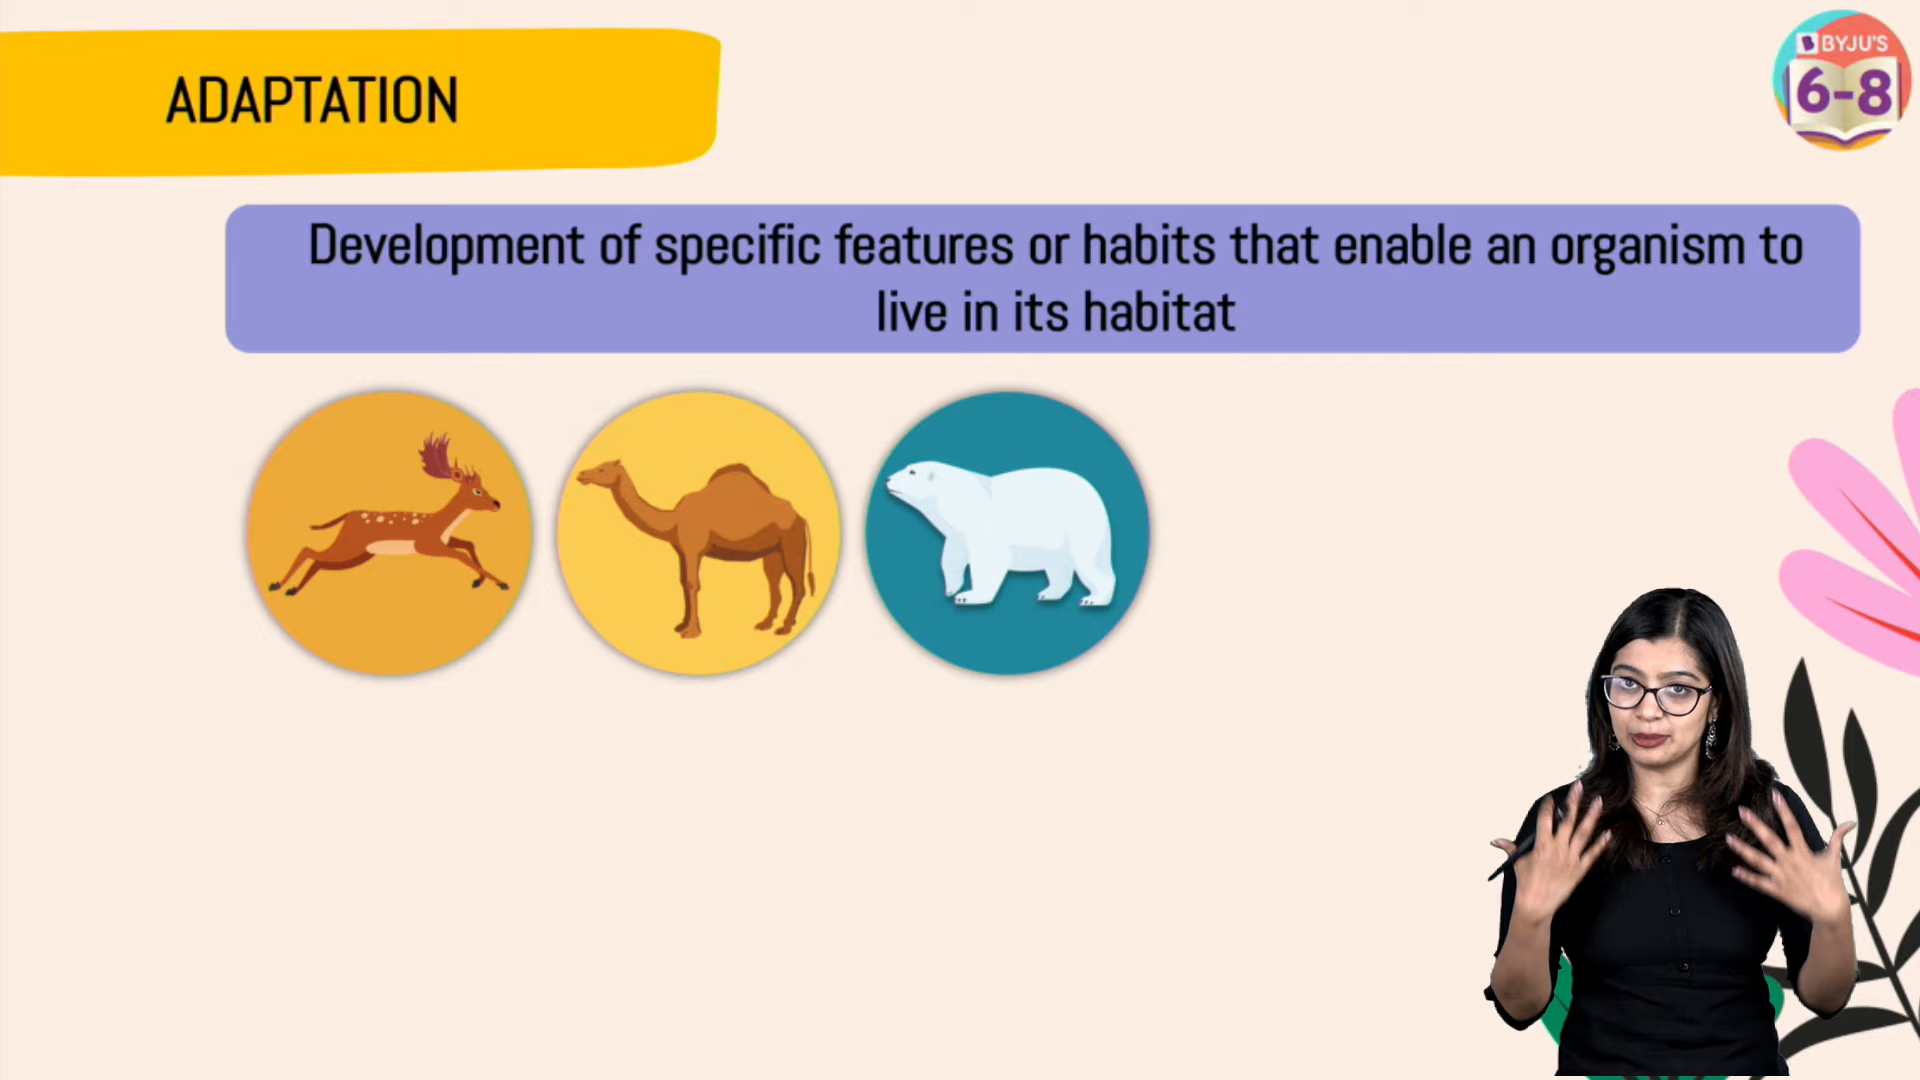 ADAPTATION
BYJU'S
6-8
Development of specific features or habits that enable an organism to
live in its habitat